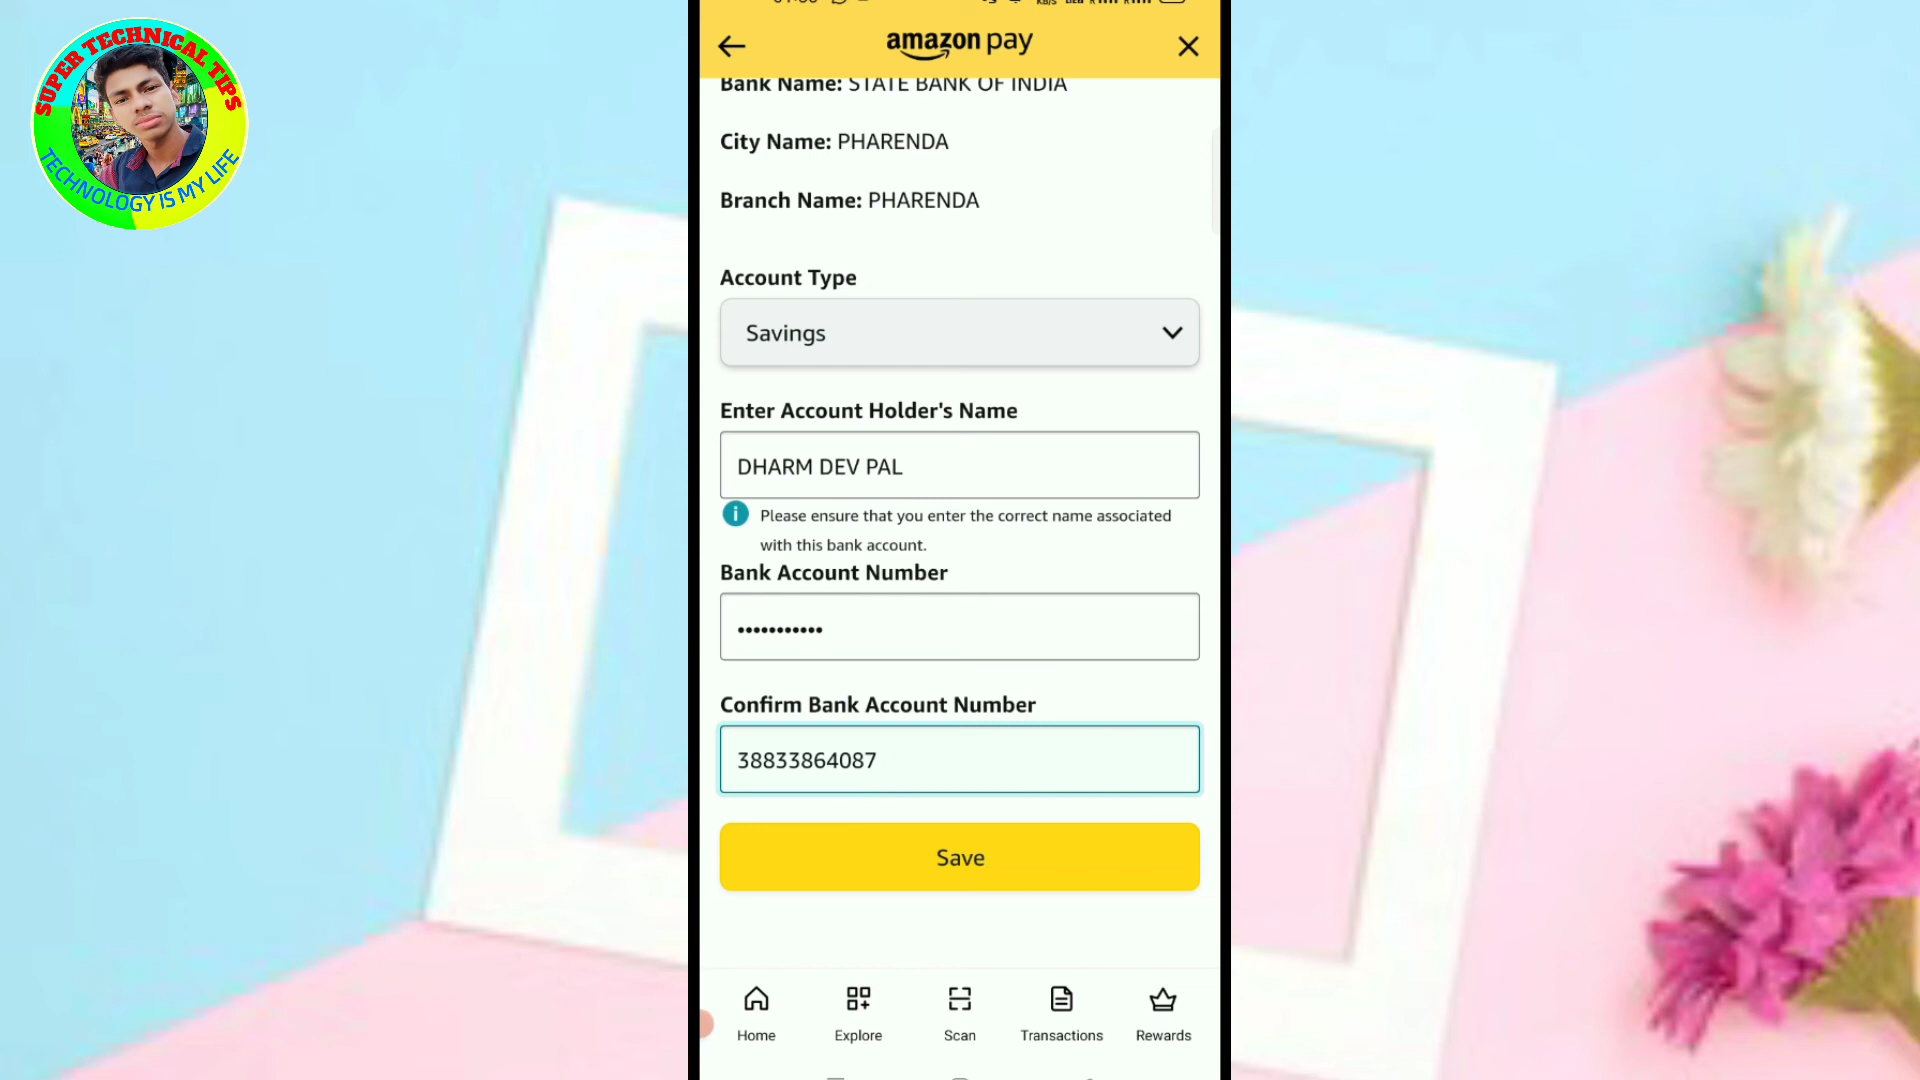 SUPER TECHNICAL TIPS
TECHNOLOGY IS MY LIFE
amazon pay
Bank Name: STATE BANK OF INDIA
City Name: PHARENDA
Branch Name: PHARENDA
Account Type
Savings
Enter Account Holder's Name
DHARM DEV PAL
Please ensure that you enter the correct name associated
with this bank account.
Bank Account Number
•••••••••••
Confirm Bank Account Number
38833864087
Save
Home
Explore
Scan
Transactions
Rewards